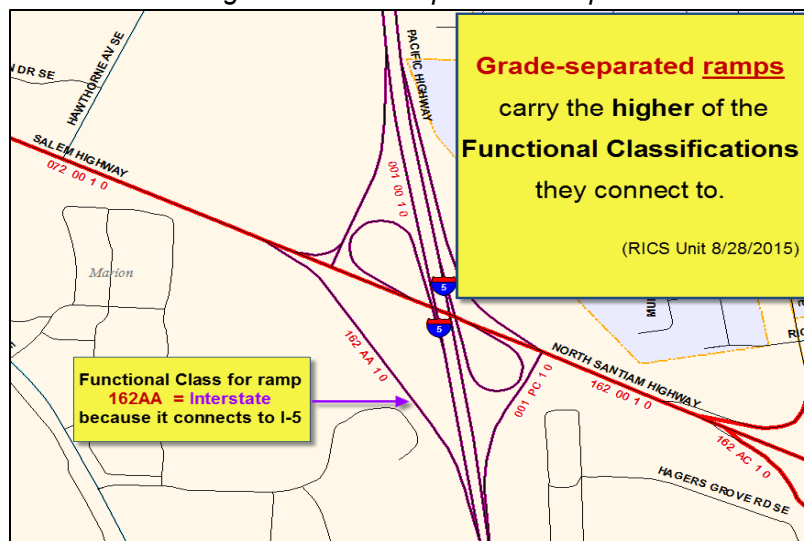 PACIFIC HIGHWAY
Grade-separated ramps
carry the higher of the
Functional Classifications
they connect to.
(RICS Unit 8/28/2015)
DR SE
HAWTHORNE AV SE
SALEM HIGHWAY
072 00 1 0
001 00 1 0
Marion
5
5
162 AA 1 0
001 PC 1 0
NORTH SANTIAM HIGHWAY
162 00 1 0
162 AC 1 0
HAGERS GROVE RD SE
Functional Class for ramp
162AA = Interstate
because it connects to I-5